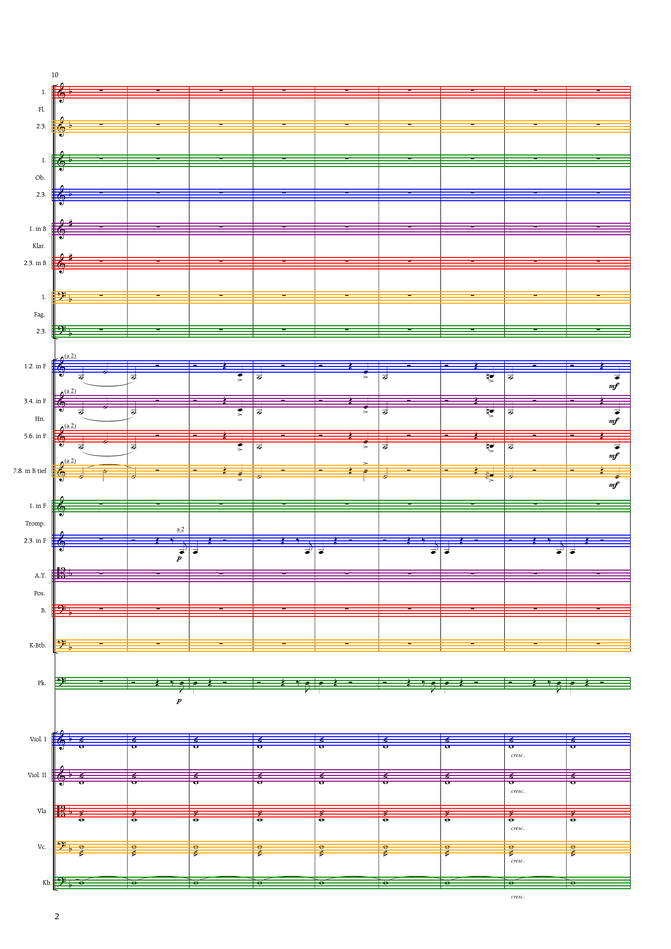 10
1.
Fl.
2.3.
1.
Ob.
2.3.
1. in B
Klar.
2.3. in B
1.
Fag.
2.3.
(a 2)
1.2. in F
mf
(a 2)
3.4. in F
mf
Hn.
(a 2)
5.6. in F
mf
(a 2)
7.8. in B tief
mf
1. in F
Tromp.
a 2
2.3. in F
p
A.T.
Pos.
B.
K-Btb.
Pk.
p
Viol. I
cresc.
Viol. II
cresc.
Vla
cresc.
Vc.
cresc.
Kb.
cresc.
2